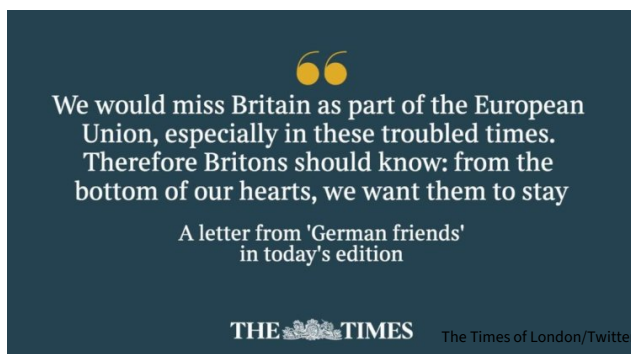 We would miss Britain as part of the European
Union, especially in these troubled times.
Therefore Britons should know: from the
bottom of our hearts, we want them to stay
A letter from 'German friends'
in today's edition
THE TIMES
The Times of London/Twitte